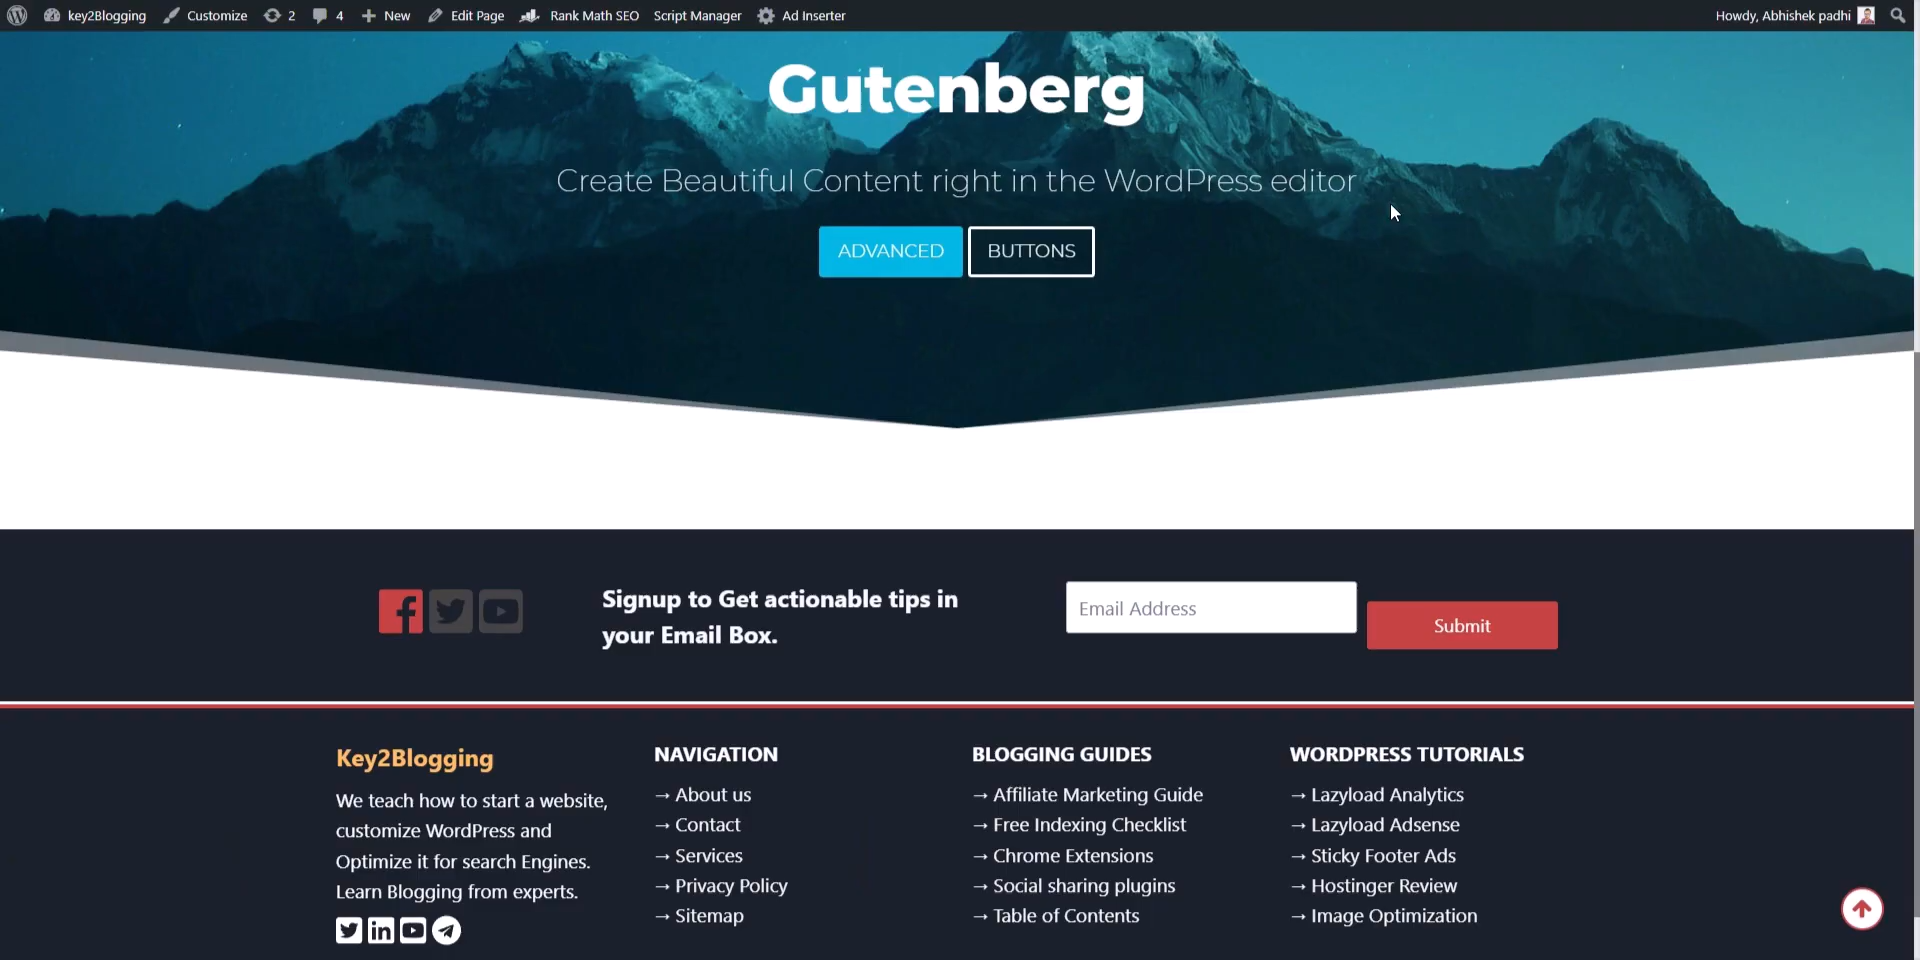 key2Blogging Customize 2 4 New Edit Page Rank Math SEO Script Manager Ad Inserter Howdy, Abhishek padhi
Gutenberg
Create Beautiful Content right in the WordPress editor
ADVANCED BUTTONS
Signup to Get actionable tips in
your Email Box.
Email Address
Submit
Key2Blogging
We teach how to start a website,
customize WordPress and
Optimize it for search Engines.
Learn Blogging from experts.
NAVIGATION
→ About us
→ Contact
→ Services
→ Privacy Policy
→ Sitemap
BLOGGING GUIDES
→ Affiliate Marketing Guide
→ Free Indexing Checklist
→ Chrome Extensions
→ Social sharing plugins
→ Table of Contents
WORDPRESS TUTORIALS
→ Lazyload Analytics
→ Lazyload Adsense
→ Sticky Footer Ads
→ Hostinger Review
→ Image Optimization